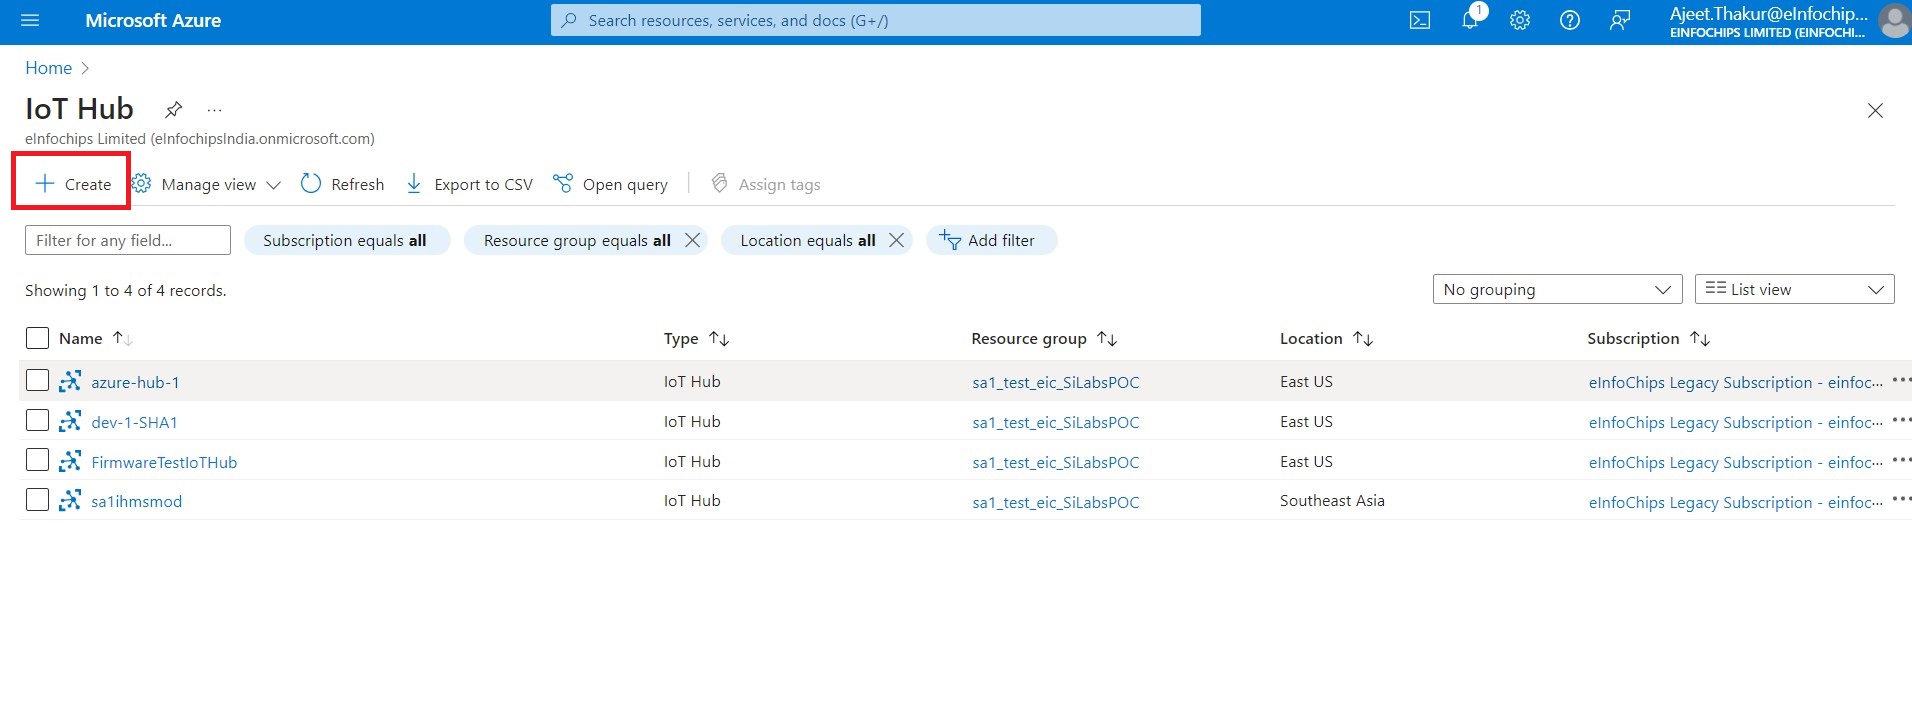 Microsoft Azure
Search resources, services, and docs (G+/)
1
Ajeet.Thakur@eInfochip...
EINFOCHIPS LIMITED (EINFOCHI...
Home
IoT Hub
...
eInfochips Limited (eInfochipsIndia.onmicrosoft.com)
Create Manage view Refresh Export to CSV Open query Assign tags
Filter for any field... Subscription equals all Resource group equals all Location equals all Add filter
Showing 1 to 4 of 4 records.
No grouping List view
Name Type Resource group Location Subscription
azure-hub-1 IoT Hub sa1_test_eic_SiLabsPOC East US eInfoChips Legacy Subscription - einfoc...
dev-1-SHA1 IoT Hub sa1_test_eic_SiLabsPOC East US eInfoChips Legacy Subscription - einfoc...
FirmwareTestIoTHub IoT Hub sa1_test_eic_SiLabsPOC East US eInfoChips Legacy Subscription - einfoc...
sa1ihmsmod IoT Hub sa1_test_eic_SiLabsPOC Southeast Asia eInfoChips Legacy Subscription - einfoc...